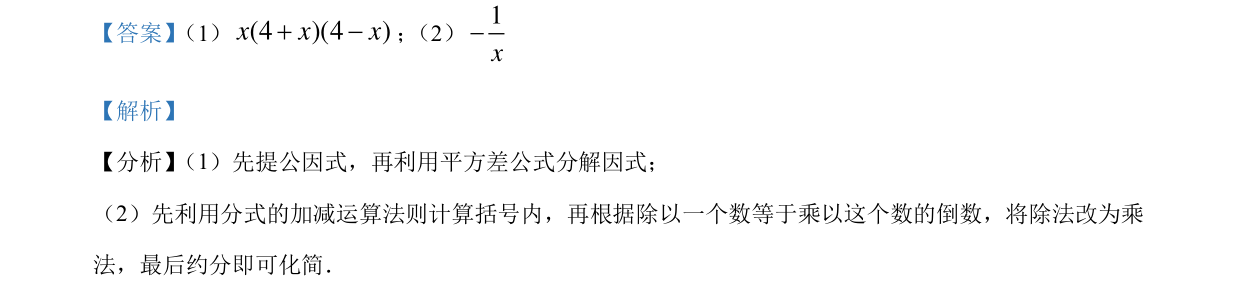 【答案】（1） x(4+x)(4−x)；（2）−1/x
【解析】
【分析】（1）先提公因式，再利用平方差公式分解因式；
（2）先利用分式的加减运算法则计算括号内，再根据除以一个数等于乘以这个数的倒数，将除法改为乘
法，最后约分即可化简．